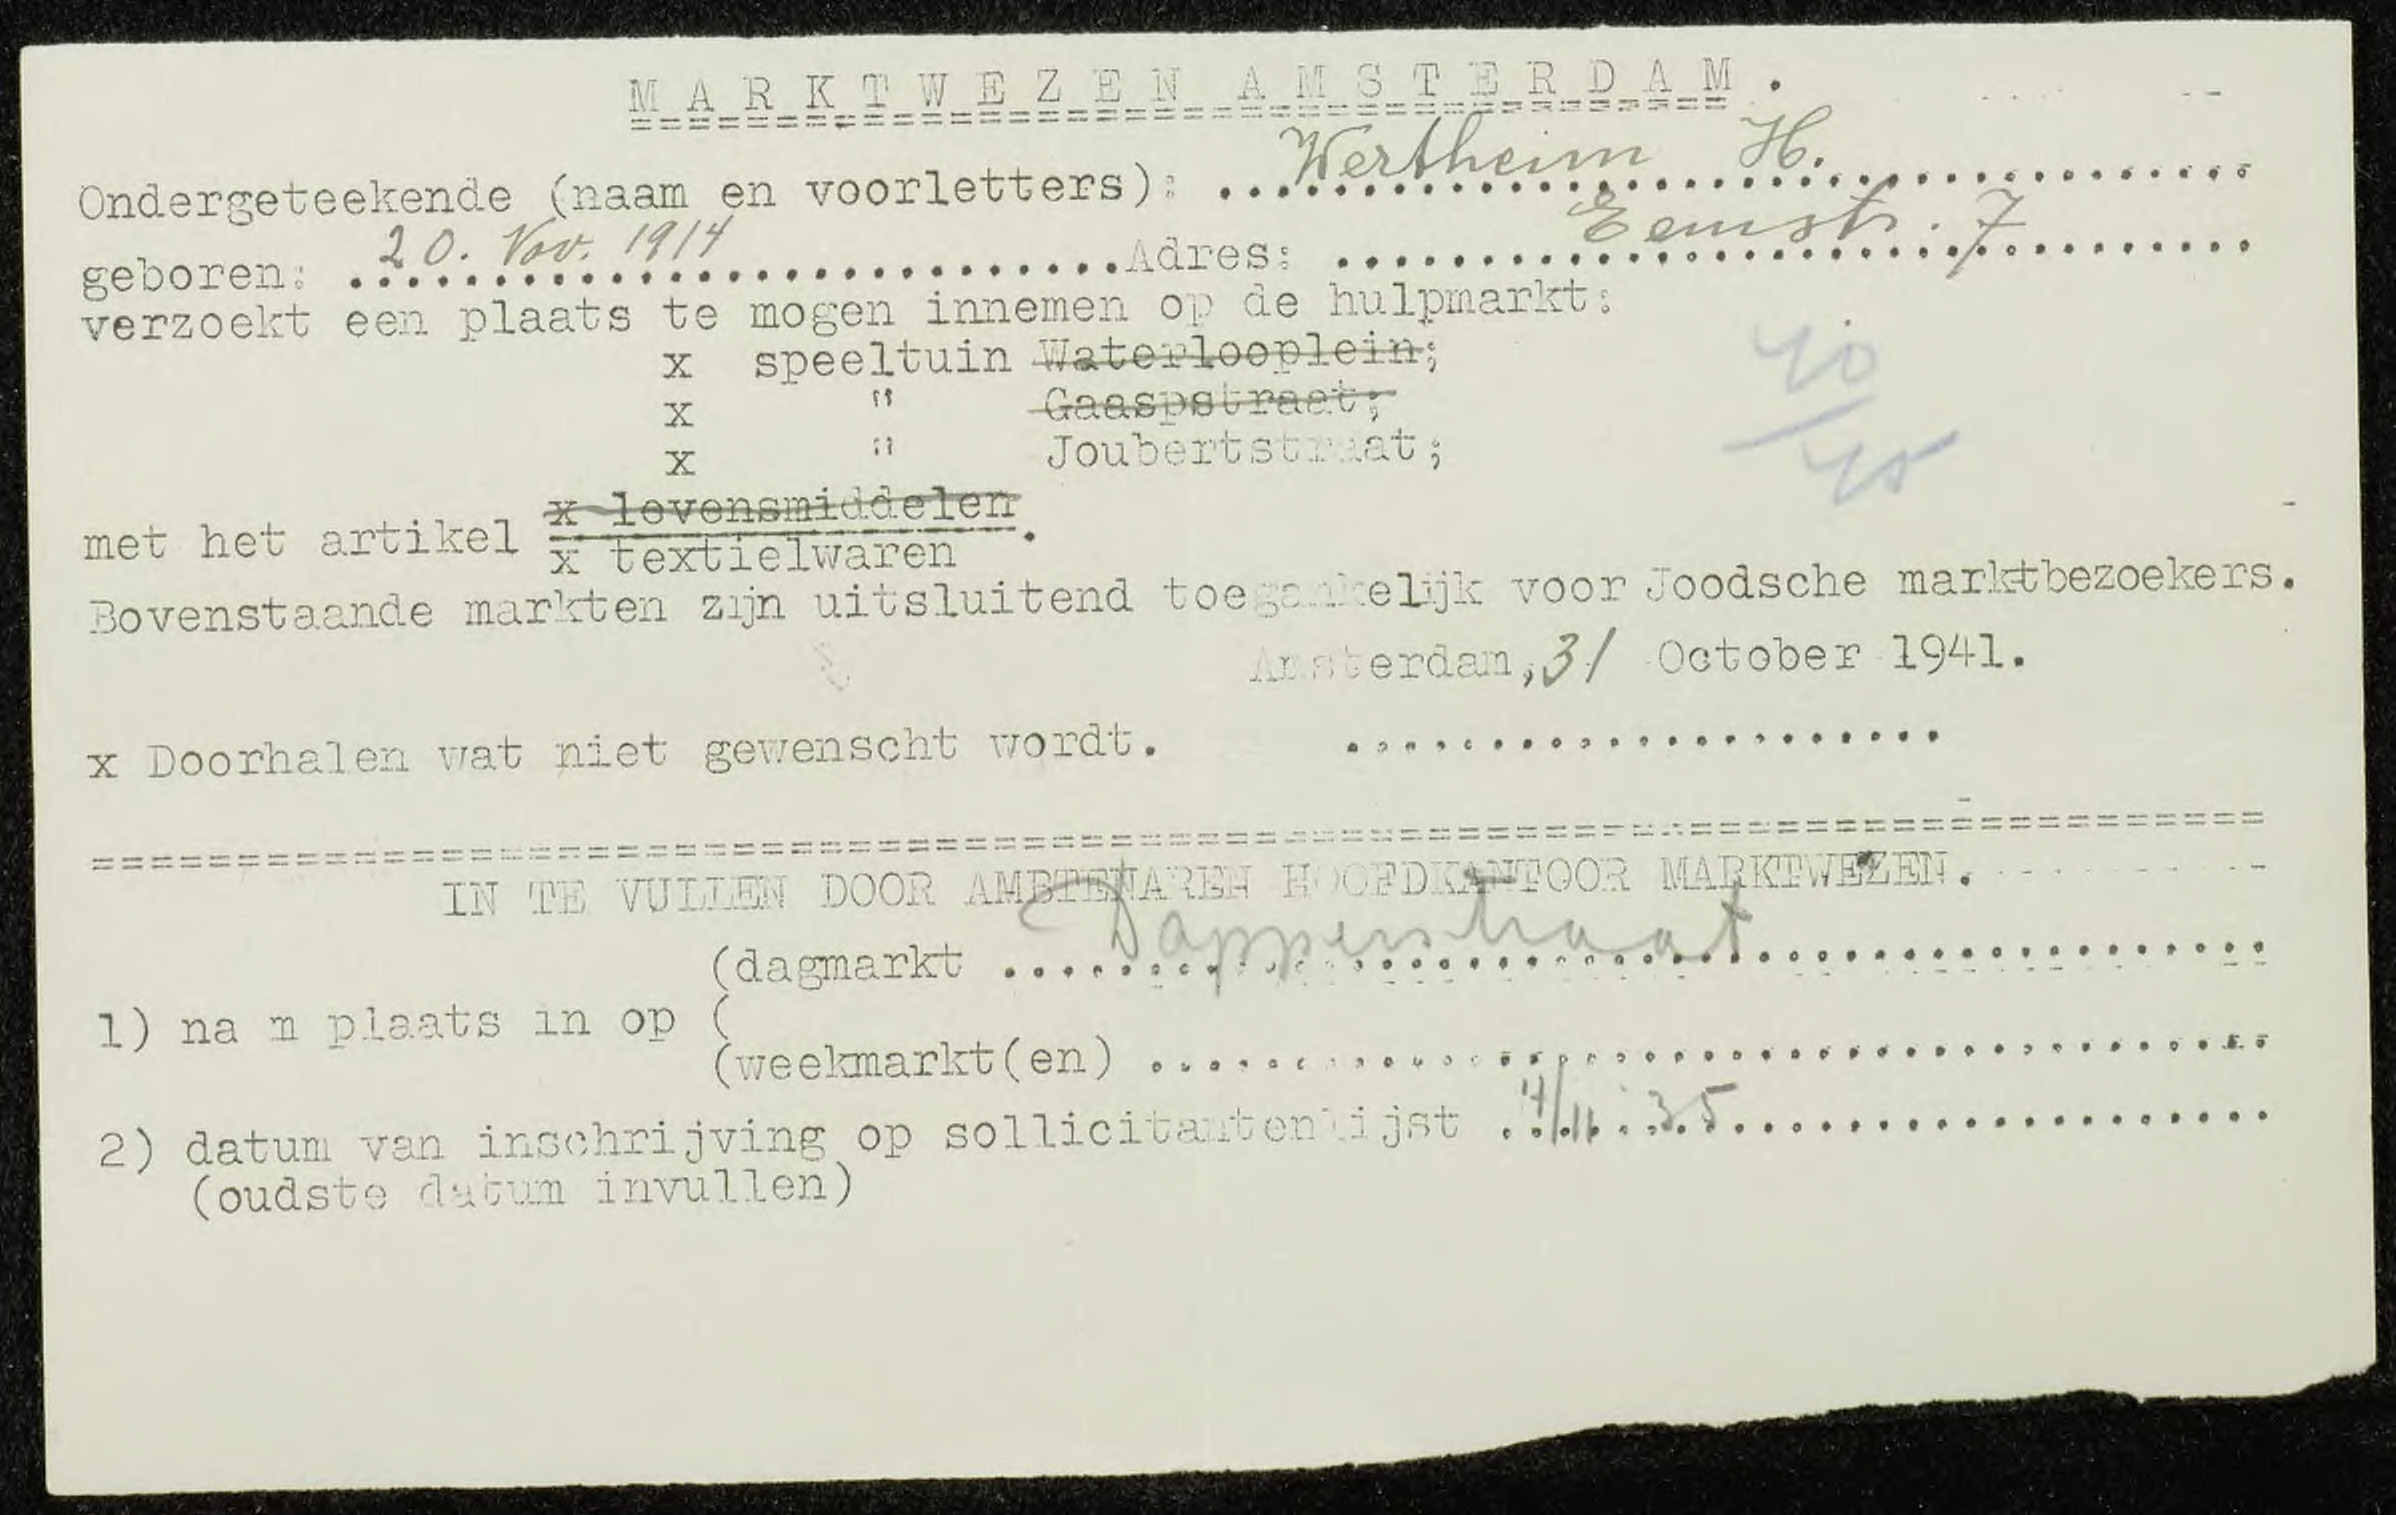 MARKTWEZEN AMSTERDAM.
Ondergeteekende (naam en voorletters): Wertheim H.
geboren: 20. Nov. 1914 Adres: Eemstr. 7
verzoekt een plaats te mogen innemen op de hulpmarkt:
x speeltuin Waterlooplein;
x " Gaaspstraat;
x " Joubertstraat;
40
45
met het artikel x levensmiddelen
x textielwaren.
Bovenstaande markten zijn uitsluitend toegankelijk voor Joodsche marktbezoekers.
Amsterdam, 31 October 1941.
x Doorhalen wat niet gewenscht wordt. ....................
IN TE VULLEN DOOR AMBTENAREN HOOFDKANTOOR MARKTWEZEN.
(dagmarkt Dapperstraat
1) na m plaats in op (
(weekmarkt(en) ....................
2) datum van inschrijving op sollicitantenlijst 4/11 35
(oudste datum invullen)